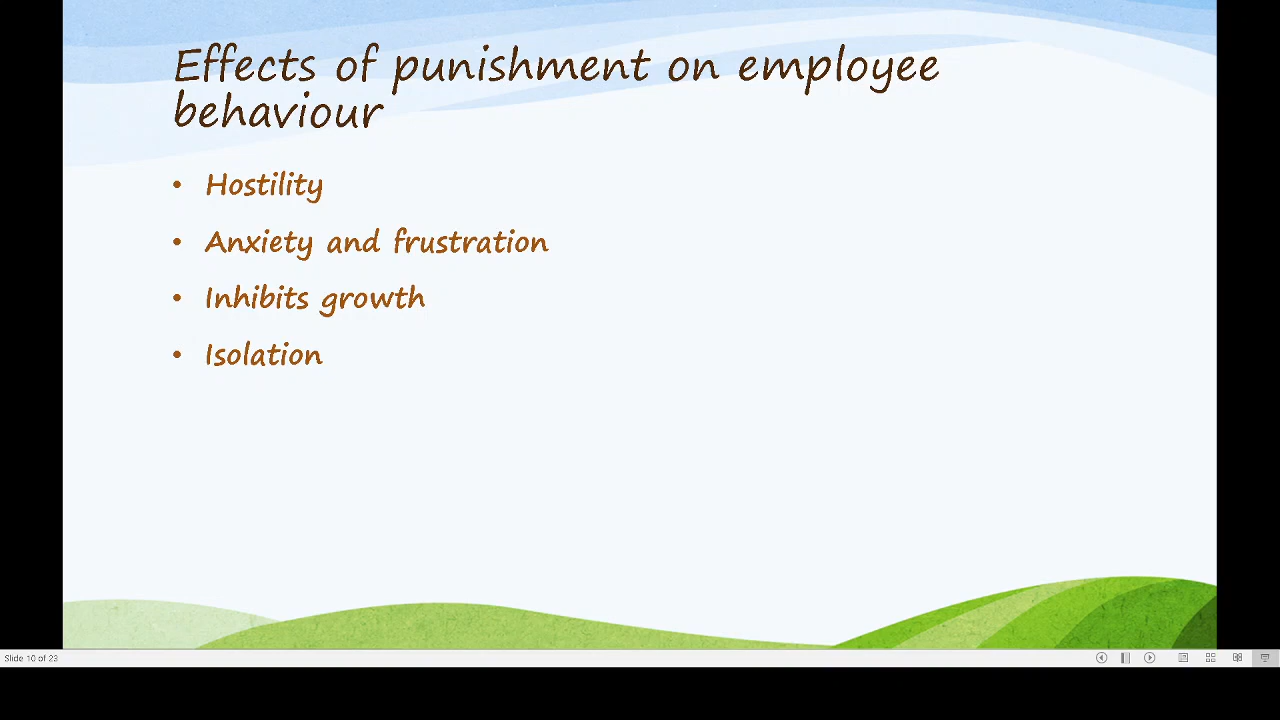 Effects of punishment on employee
behaviour
• Hostility
• Anxiety and frustration
• Inhibits growth
• Isolation
Slide 10 of 23